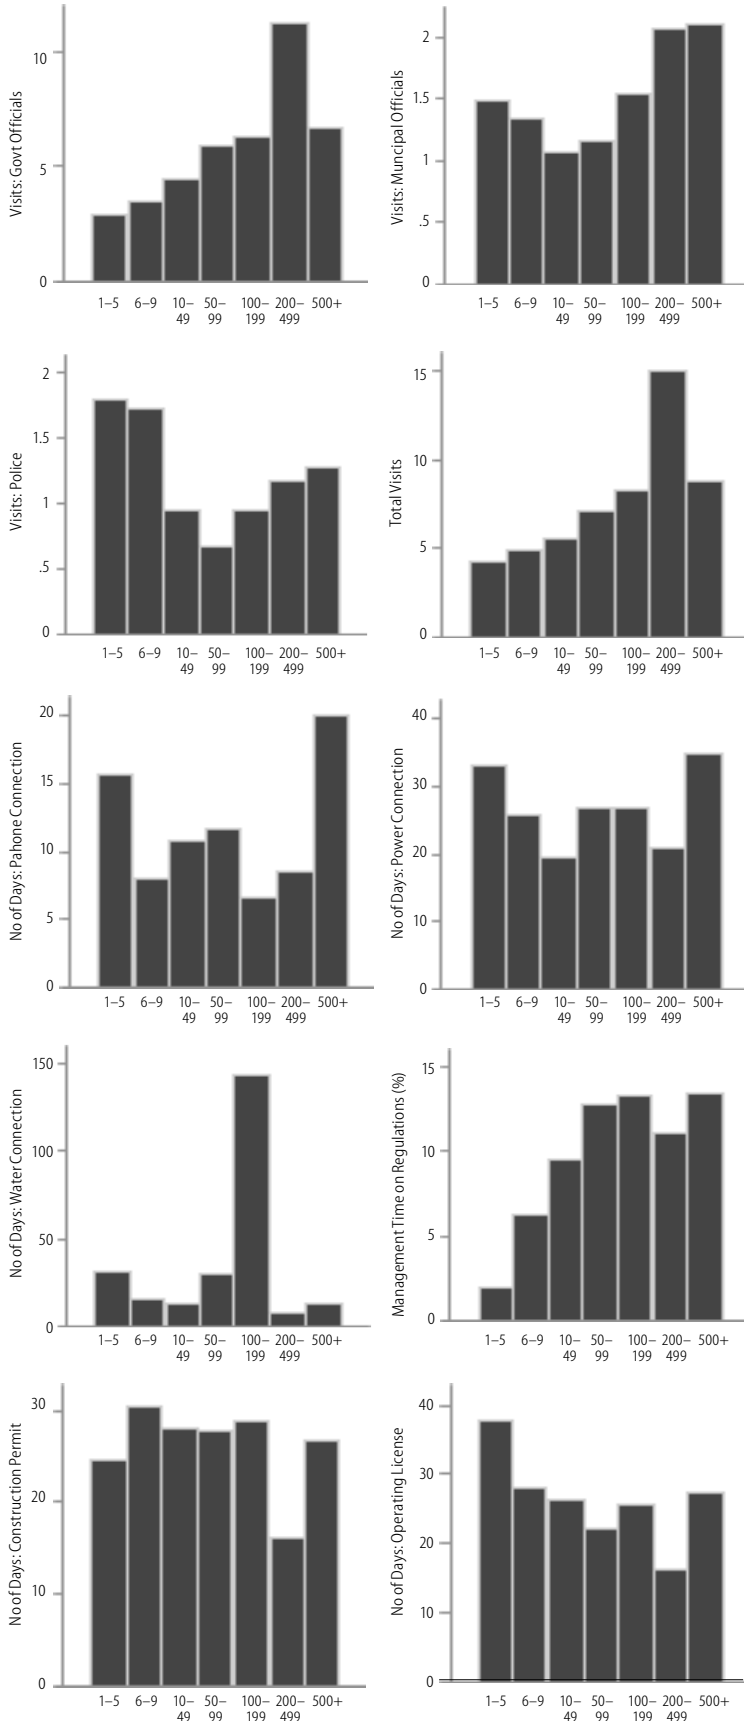 Visits: Govt Officials
10
5
0
1–5 6–9 10– 50– 100– 200– 500+
49 99 199 499
Visits: Muncipal Officials
2
1.5
1
.5
0
1–5 6–9 10– 50– 100– 200– 500+
49 99 199 499
Visits: Police
2
1.5
1
.5
0
1–5 6–9 10– 50– 100– 200– 500+
49 99 199 499
Total Visits
15
10
5
0
1–5 6–9 10– 50– 100– 200– 500+
49 99 199 499
No of Days: Pahone Connection
20
15
10
5
0
1–5 6–9 10– 50– 100– 200– 500+
49 99 199 499
No of Days: Power Connection
40
30
20
10
0
1–5 6–9 10– 50– 100– 200– 500+
49 99 199 499
No of Days: Water Connection
150
100
50
0
1–5 6–9 10– 50– 100– 200– 500+
49 99 199 499
Management Time on Regulations (%)
15
10
5
0
1–5 6–9 10– 50– 100– 200– 500+
49 99 199 499
No of Days: Construction Permit
30
20
10
0
1–5 6–9 10– 50– 100– 200– 500+
49 99 199 499
No of Days: Operating License
40
30
20
10
0
1–5 6–9 10– 50– 100– 200– 500+
49 99 199 499